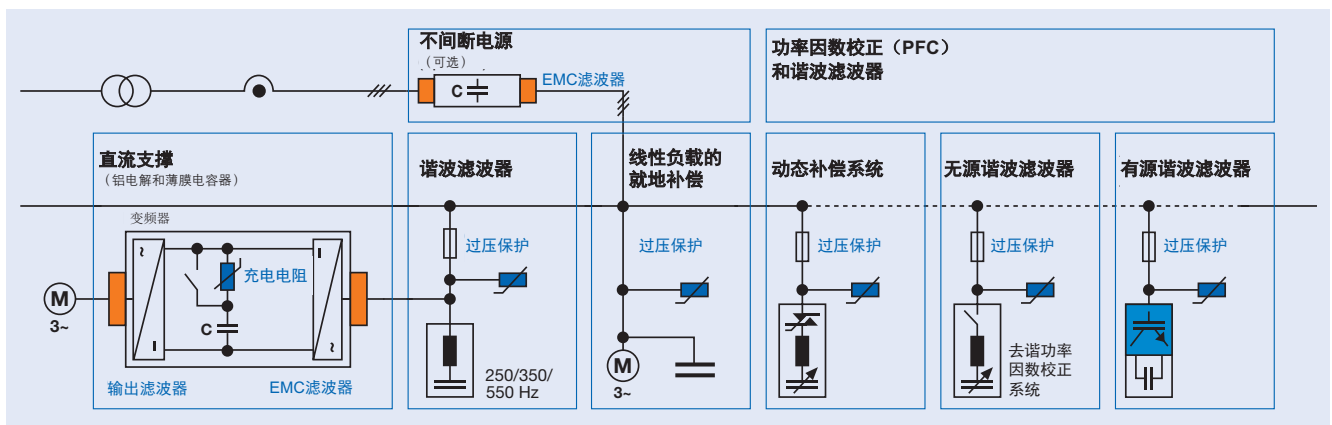 不间断电源
（可选）
C
EMC滤波器
功率因数校正（PFC）
和谐波滤波器
直流支撑
（铝电解和薄膜电容器）
变频器
~
充电电阻
C
~
M
3~
输出滤波器
EMC滤波器
谐波滤波器
过压保护
250/350/
550 Hz
线性负载的
就地补偿
过压保护
M
3~
动态补偿系统
过压保护
无源谐波滤波器
过压保护
去谐功率
因数校正
系统
有源谐波滤波器
过压保护